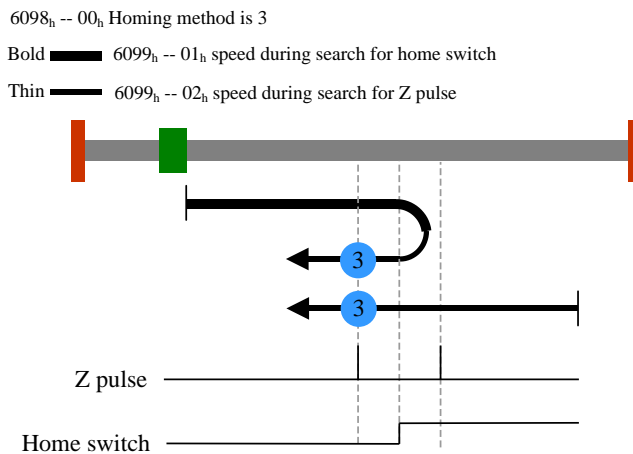 6098h -- 00h Homing method is 3
Bold 6099h -- 01h speed during search for home switch
Thin 6099h -- 02h speed during search for Z pulse
3
3
Z pulse
Home switch